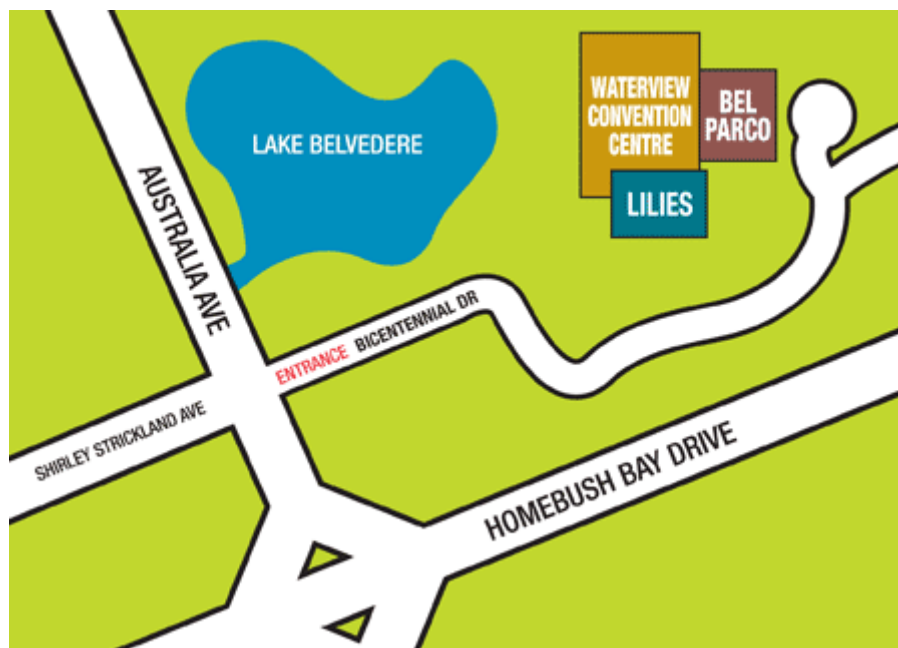 WATERVIEW
CONVENTION
CENTRE
BEL
PARCO
LAKE BELVEDERE
LILIES
AUSTRALIA AVE
ENTRANCE BICENTENNIAL DR
SHIRLEY STRICKLAND AVE
HOMEBUSH BAY DRIVE